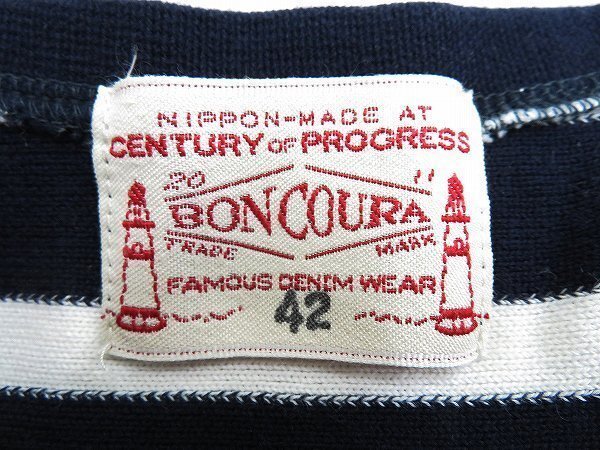 NIPPON-MADE AT
CENTURY OF PROGRESS
20 11
BONCOURA
TRADE MARK
FAMOUS DENIM WEAR
42